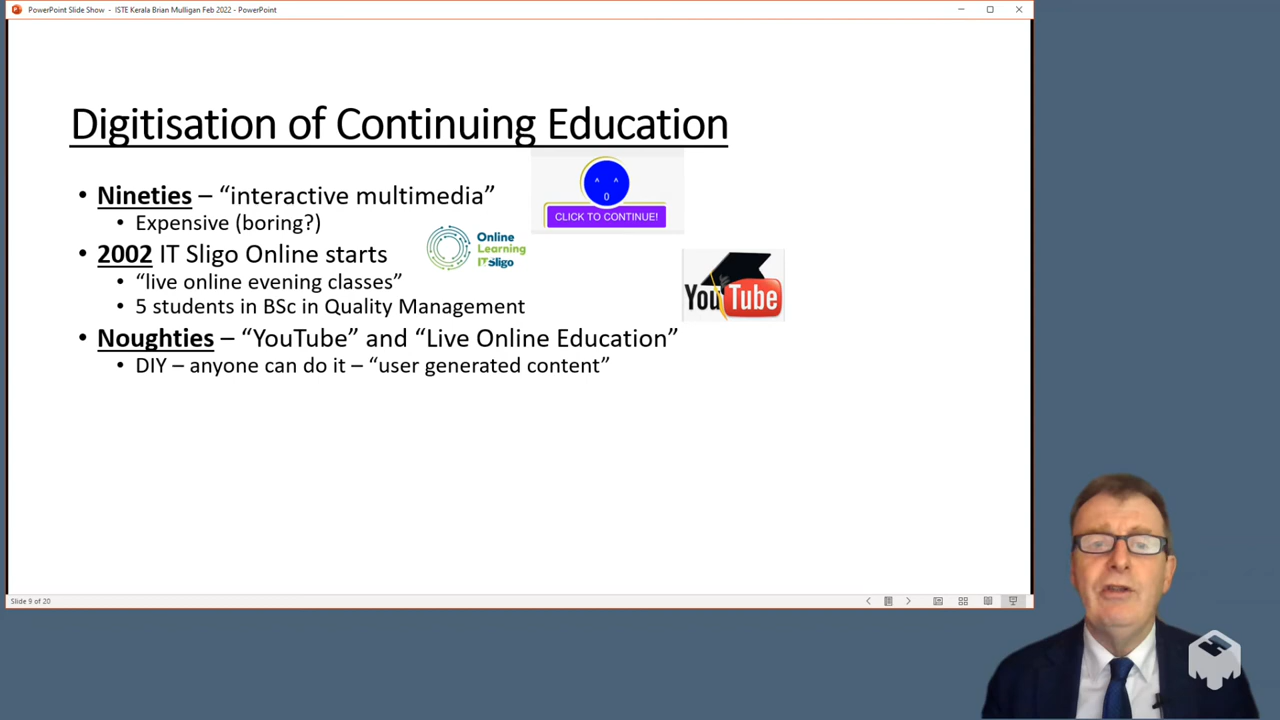 PowerPoint Slide Show - ISTE Kerala Brian Mulligan Feb 2022 - PowerPoint
Digitisation of Continuing Education
• Nineties – “interactive multimedia”
• Expensive (boring?)
^ ^
0
CLICK TO CONTINUE!
• 2002 IT Sligo Online starts
Online
Learning
IT Sligo
• “live online evening classes”
• 5 students in BSc in Quality Management
YouTube
• Noughties – “YouTube” and “Live Online Education”
• DIY – anyone can do it – “user generated content”
Slide 9 of 20